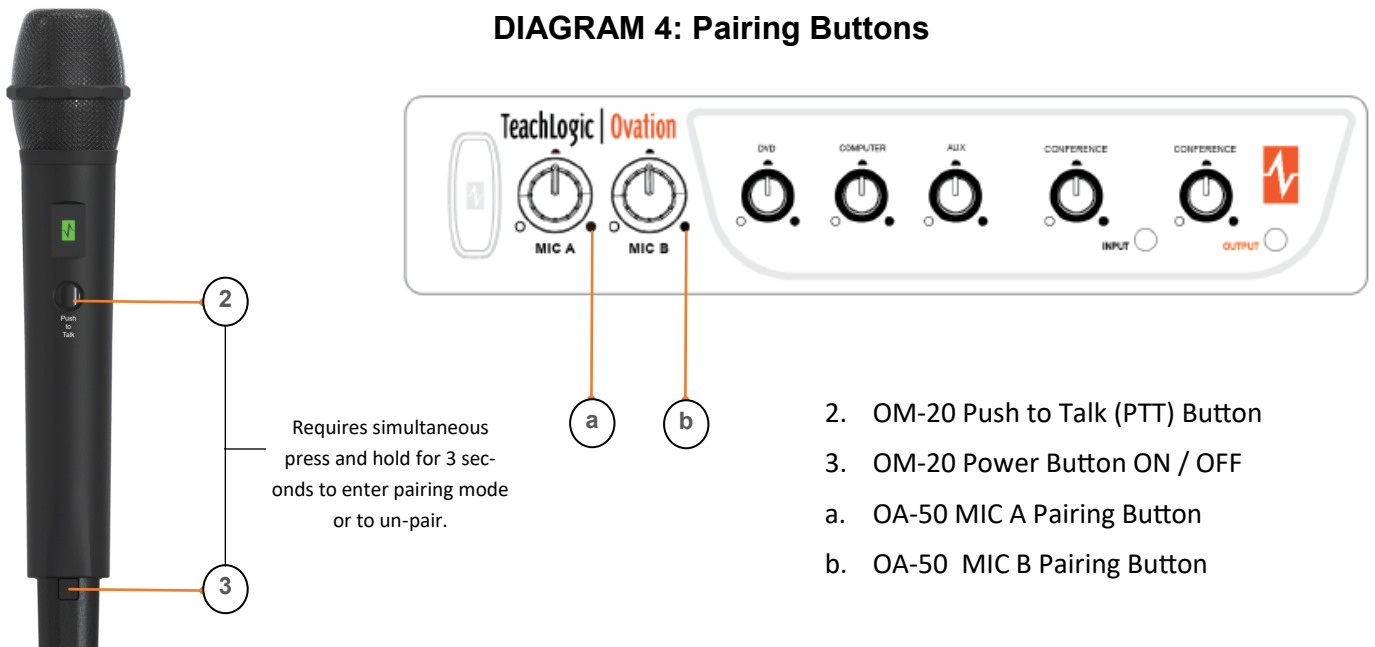 DIAGRAM 4: Pairing Buttons
TeachLogic | Ovation
DVD
COMPUTER
AUX
CONFERENCE
CONFERENCE
MIC A
MIC B
INPUT
OUTPUT
Push
to
Talk
2
Requires simultaneous
press and hold for 3 sec-
onds to enter pairing mode
or to un-pair.
3
a
b
2. OM-20 Push to Talk (PTT) Button
3. OM-20 Power Button ON / OFF
a. OA-50 MIC A Pairing Button
b. OA-50 MIC B Pairing Button